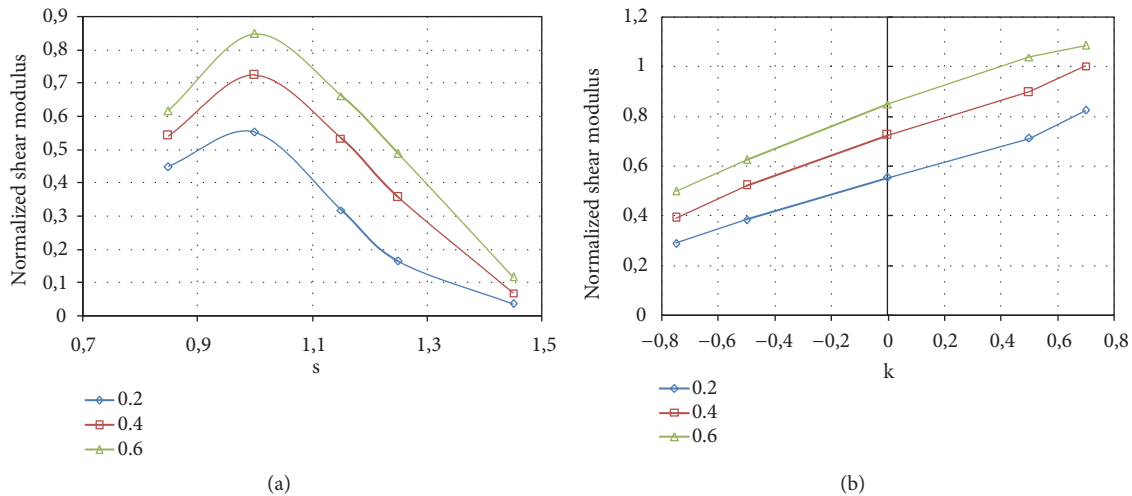 Normalized shear modulus
0,9
0,8
0,7
0,6
0,5
0,4
0,3
0,2
0,1
0
0,7 0,9 1,1 1,3 1,5
s
0.2
0.4
0.6
(a)
Normalized shear modulus
1,2
1
0,8
0,6
0,4
0,2
0
−0,8 −0,6 −0,4 −0,2 0 0,2 0,4 0,6 0,8
k
0.2
0.4
0.6
(b)